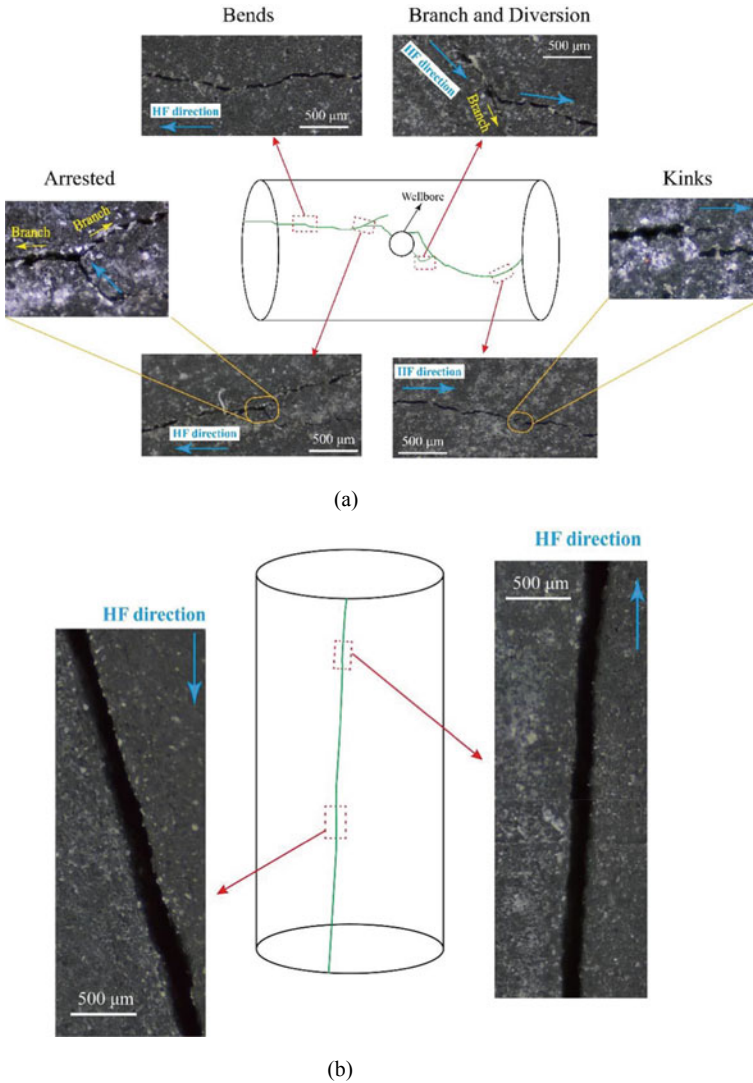 Bends
Branch and Diversion
500 μm
HF direction
Branch
HF direction
500 μm
Arrested
Wellbore
Kinks
Branch
Branch
HF direction
HF direction
500 μm
500 μm
(a)
HF direction
500 μm
HF direction
500 μm
(b)